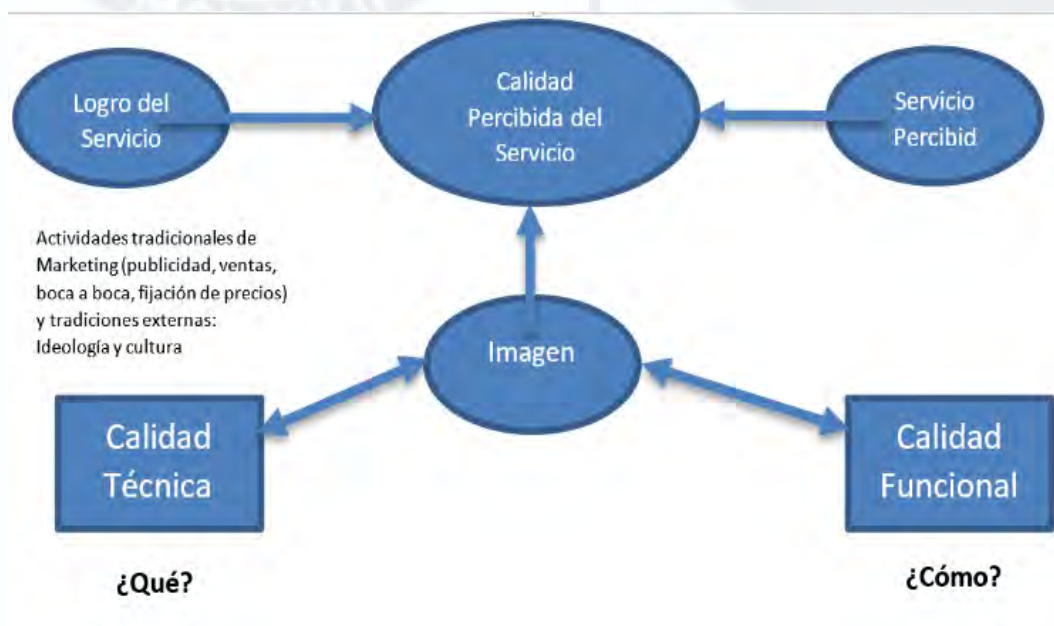 Logro del
Servicio
Calidad
Percibida del
Servicio
Servicio
Percibid
Actividades tradicionales de
Marketing (publicidad, ventas,
boca a boca, fijación de precios)
y tradiciones externas:
Ideología y cultura
Imagen
Calidad
Técnica
Calidad
Funcional
¿Qué?
¿Cómo?